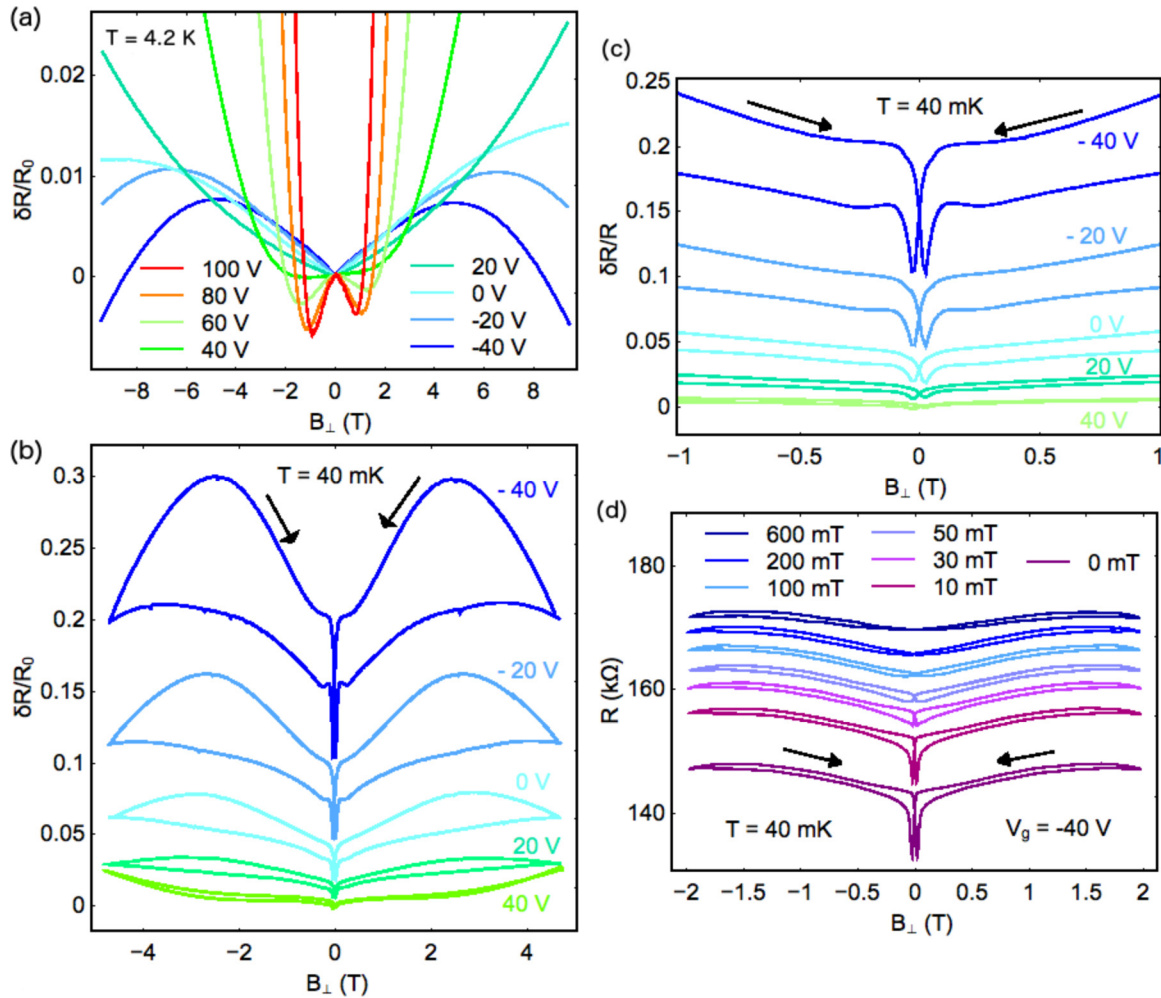 (a)
T = 4.2 K
δR/R₀
0.02
0.01
0
100 V
80 V
60 V
40 V
20 V
0 V
-20 V
-40 V
−8 −6 −4 −2 0 2 4 6 8
B⊥ (T)
(b)
T = 40 mK
δR/R₀
0.3
0.25
0.2
0.15
0.1
0.05
0
- 40 V
- 20 V
0 V
20 V
40 V
−4 −2 0 2 4
B⊥ (T)
(c)
T = 40 mK
δR/R
0.25
0.2
0.15
0.1
0.05
0
- 40 V
- 20 V
0 V
20 V
40 V
−1 −0.5 0 0.5 1
B⊥ (T)
(d)
600 mT
200 mT
100 mT
50 mT
30 mT
10 mT
0 mT
R (kΩ)
180
160
140
T = 40 mK
Vg = -40 V
−2 −1.5 −1 −0.5 0 0.5 1 1.5 2
B⊥ (T)